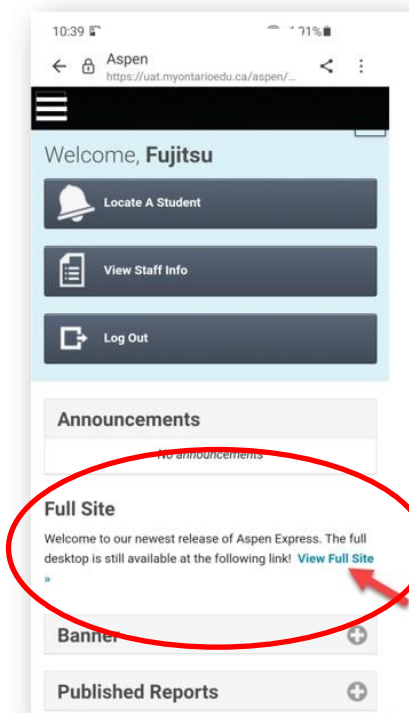 10:39
91%
Aspen
https://uat.myontarioedu.ca/aspen/...
Welcome, Fujitsu
Locate A Student
View Staff Info
Log Out
Announcements
No announcements
Full Site
Welcome to our newest release of Aspen Express. The full
desktop is still available at the following link! View Full Site
»
Banner
Published Reports